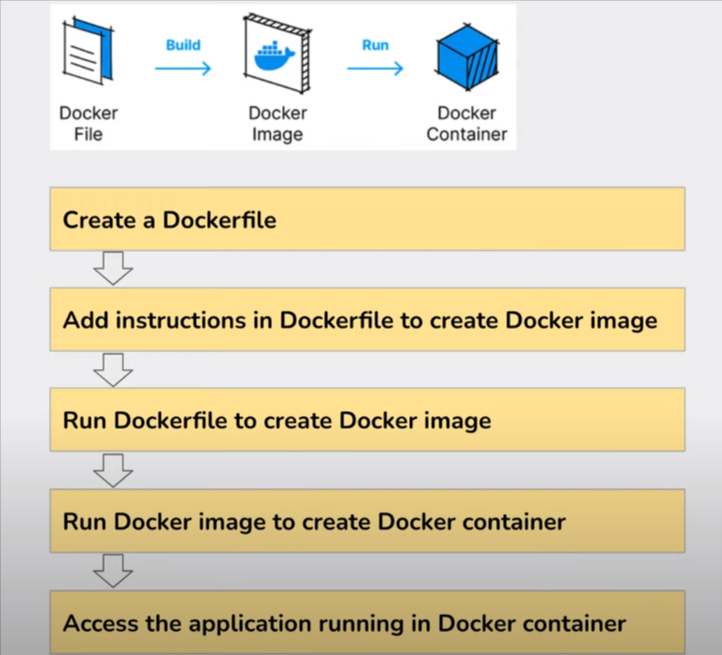 Build
Run
Docker
File
Docker
Image
Docker
Container
Create a Dockerfile
Add instructions in Dockerfile to create Docker image
Run Dockerfile to create Docker image
Run Docker image to create Docker container
Access the application running in Docker container